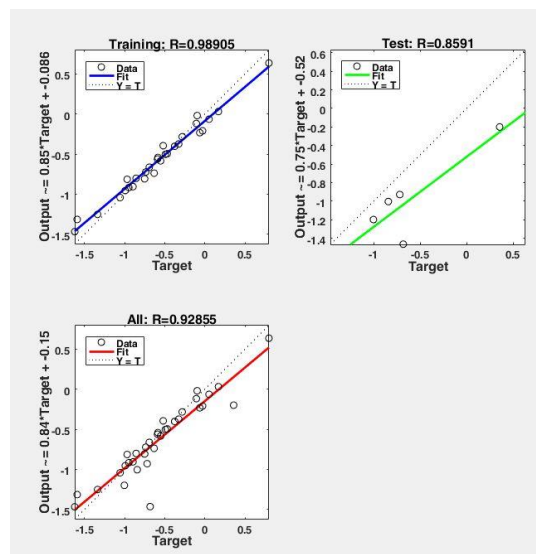 Training: R=0.98905
Output ~= 0.85*Target + -0.086
0.5
0
-0.5
-1
-1.5
Data
Fit
Y = T
-1.5 -1 -0.5 0 0.5
Target
Test: R=0.8591
Output ~= 0.75*Target + -0.52
0.6
0.4
0.2
0
-0.2
-0.4
-0.6
-0.8
-1
-1.2
-1.4
Data
Fit
Y = T
-1 -0.5 0 0.5
Target
All: R=0.92855
Output ~= 0.84*Target + -0.15
0.5
0
-0.5
-1
-1.5
Data
Fit
Y = T
-1.5 -1 -0.5 0 0.5
Target